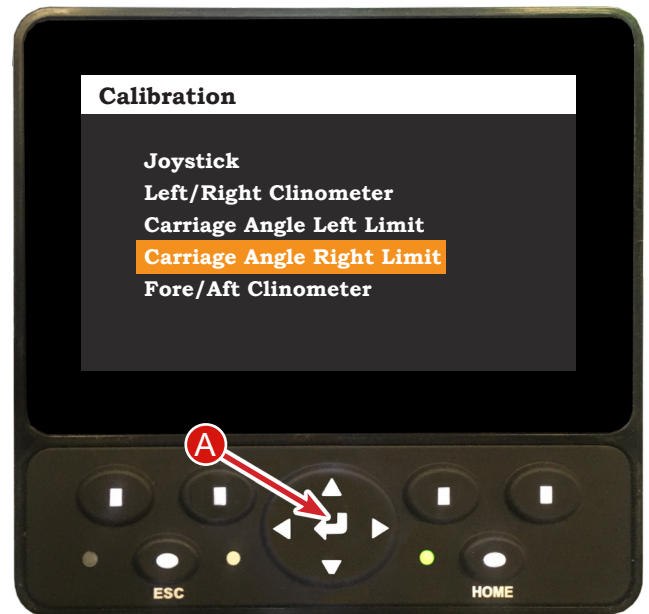 Calibration
Joystick
Left/Right Clinometer
Carriage Angle Left Limit
Carriage Angle Right Limit
Fore/Aft Clinometer
A
ESC
HOME